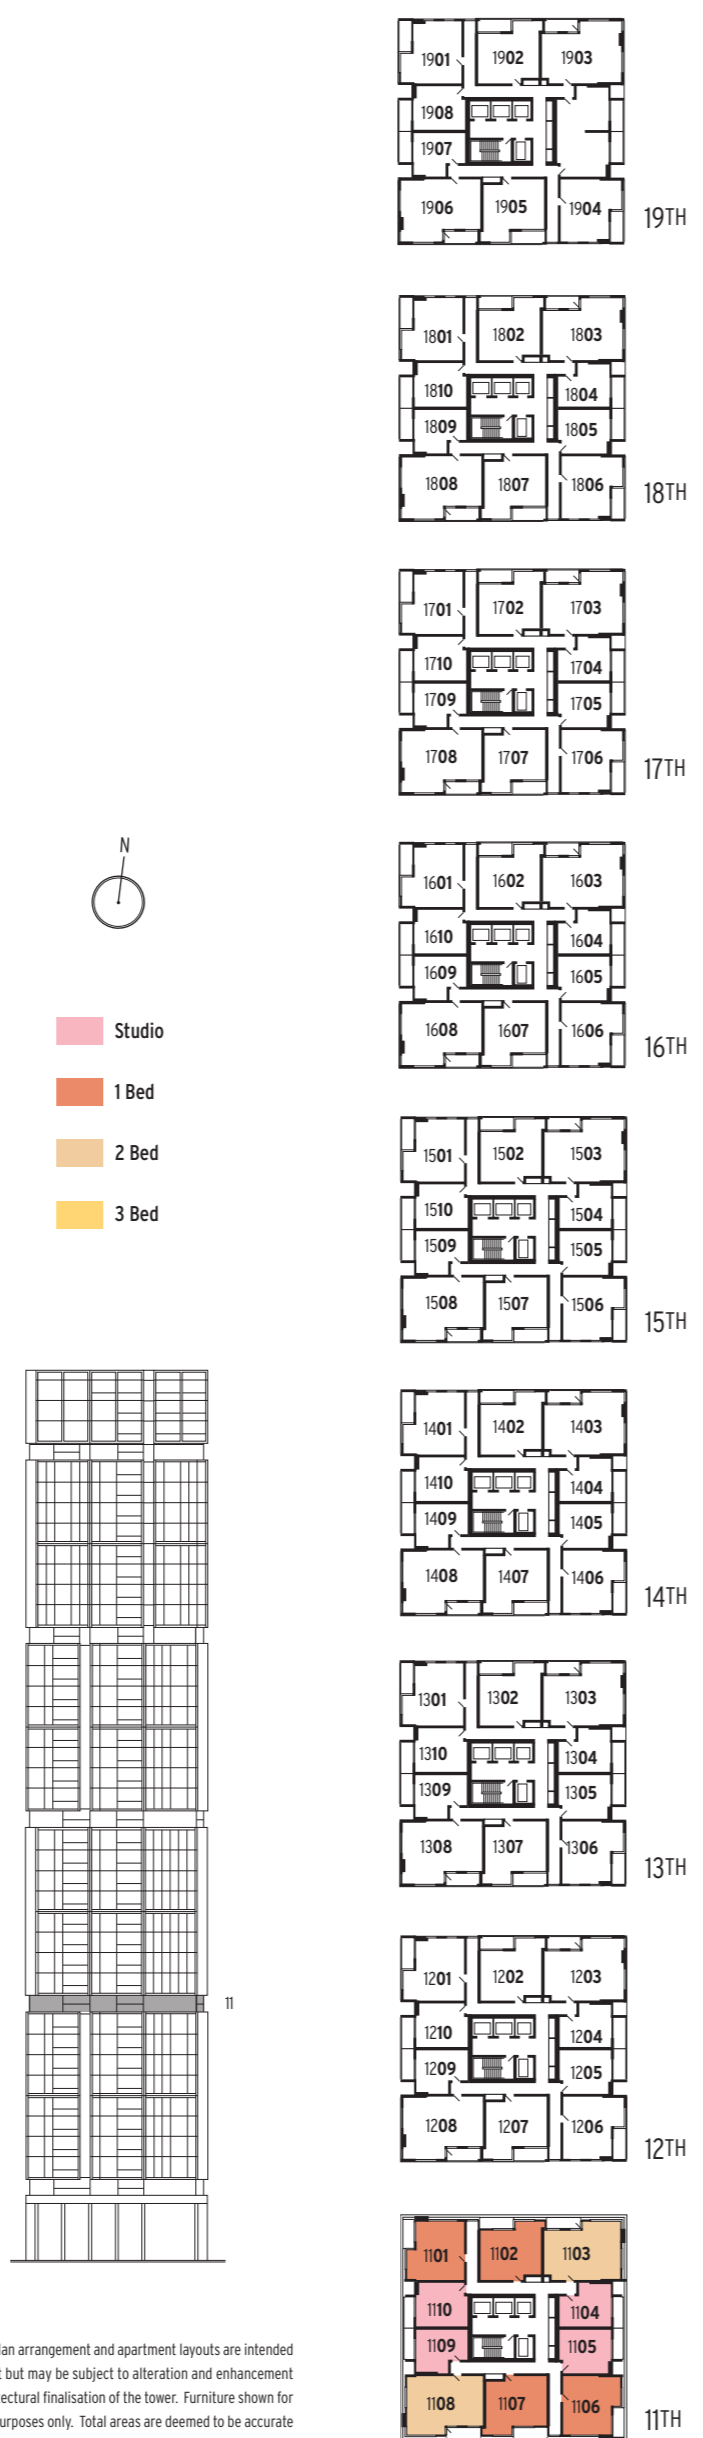 1901 1902 1903
1908
1907
1906 1905 1904
19TH
1801 1802 1803
1810 1804
1809 1805
1808 1807 1806
18TH
1701 1702 1703
1710 1704
1709 1705
1708 1707 1706
17TH
N
1601 1602 1603
1610 1604
1609 1605
1608 1607 1606
16TH
Studio
1 Bed
2 Bed
3 Bed
1501 1502 1503
1510 1504
1509 1505
1508 1507 1506
15TH
1401 1402 1403
1410 1404
1409 1405
1408 1407 1406
14TH
1301 1302 1303
1310 1304
1309 1305
1308 1307 1306
13TH
11
1201 1202 1203
1210 1204
1209 1205
1208 1207 1206
12TH
1101 1102 1103
1110 1104
1109 1105
1108 1107 1106
11TH
arrangement and apartment layouts are intended
but may be subject to alteration and enhancement
finalisation of the tower. Furniture shown for
only. Total areas are deemed to be accurate